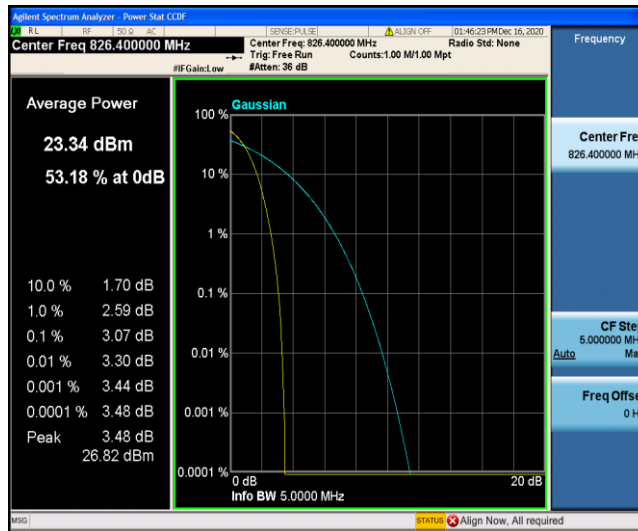 Agilent Spectrum Analyzer - Power Stat CCDF
RL RF 50 Ω AC SENSE:PULSE ALIGN OFF 01:46:23 PM Dec 16, 2020
Center Freq 826.400000 MHz Center Freq: 826.400000 MHz Radio Std: None
Trig: Free Run Counts:1.00 M/1.00 Mpt
#IFGain:Low #Atten: 36 dB
Frequency
Average Power
23.34 dBm
53.18 % at 0dB
10.0 % 1.70 dB
1.0 % 2.59 dB
0.1 % 3.07 dB
0.01 % 3.30 dB
0.001 % 3.44 dB
0.0001 % 3.48 dB
Peak 3.48 dB
26.82 dBm
Gaussian
100 %
10 %
1 %
0.1 %
0.01 %
0.001 %
0.0001 %
0 dB 20 dB
Info BW 5.0000 MHz
Center Fre
826.400000 MH
CF Ste
5.000000 MH
Auto Ma
Freq Offse
0 H
MSG STATUS Align Now, All required